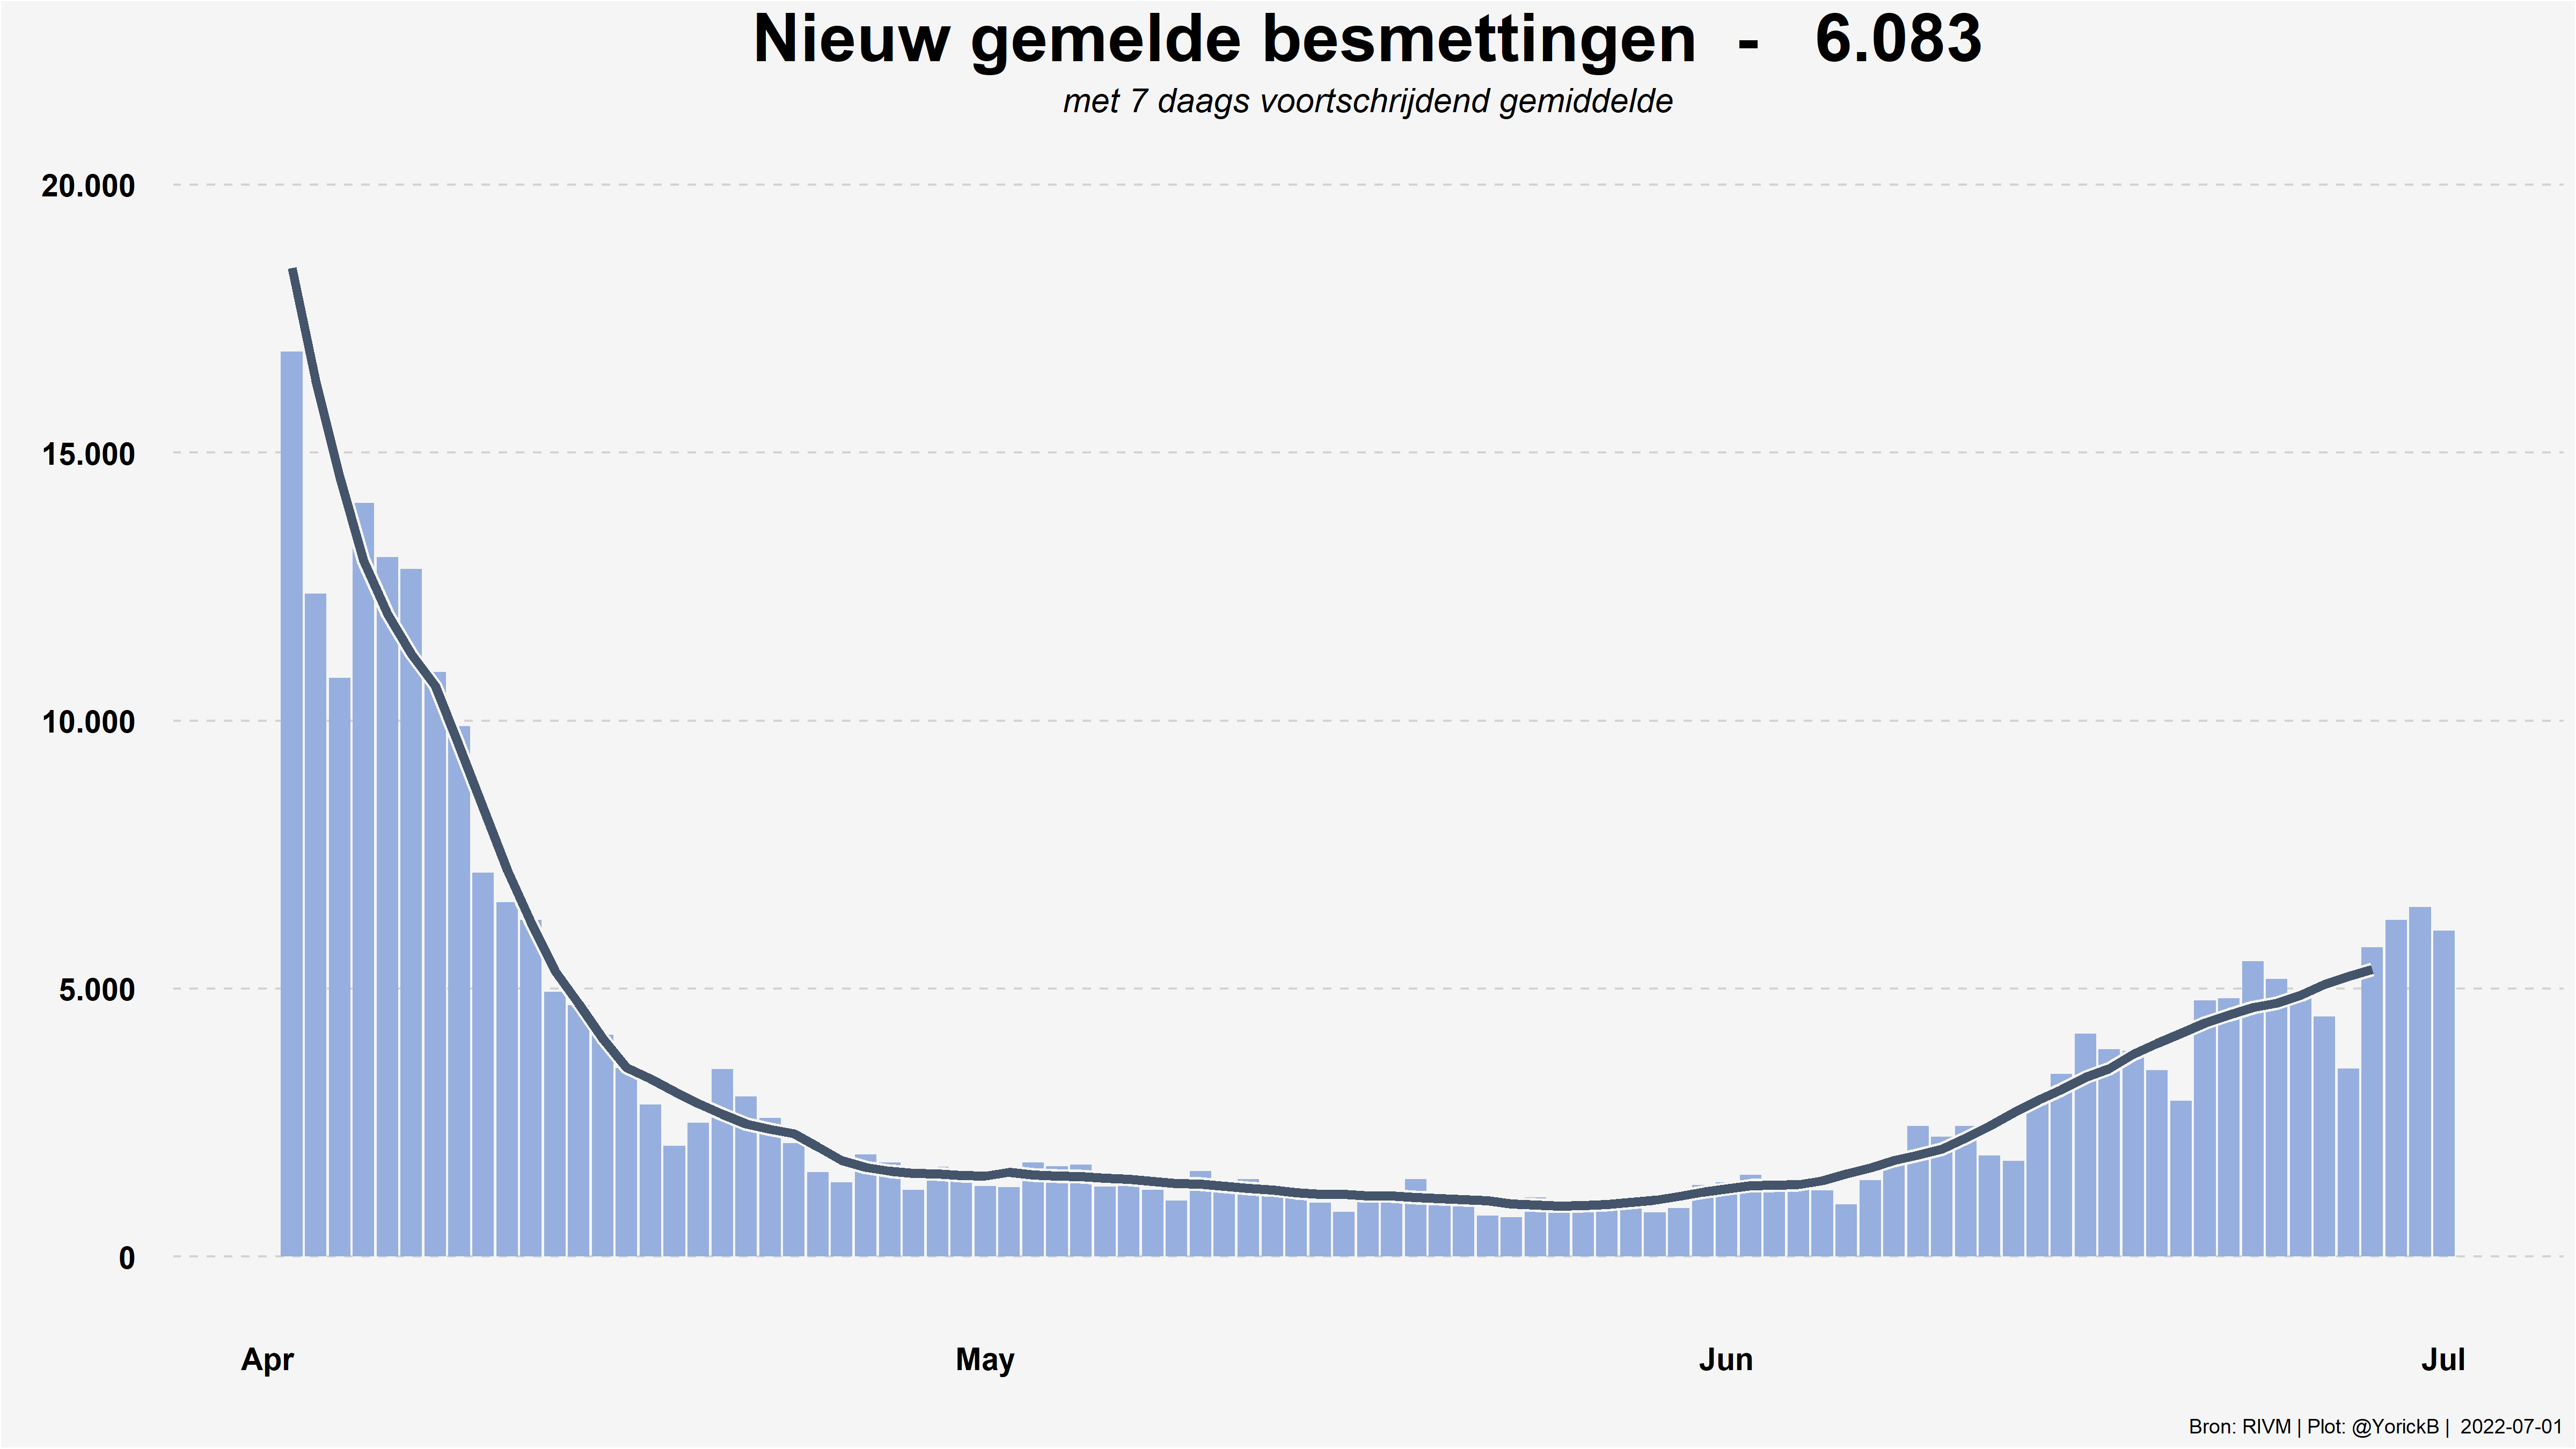 Nieuw gemelde besmettingen - 6.083
met 7 daags voortschrijdend gemiddelde
20.000
15.000
10.000
5.000
0
Apr May Jun Jul
Bron: RIVM | Plot: @YorickB | 2022-07-01